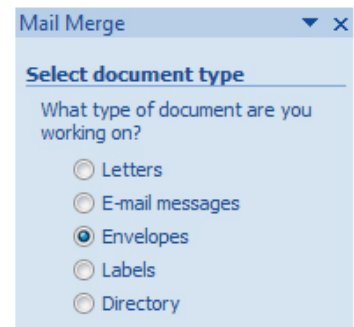 Mail Merge
Select document type
What type of document are you
working on?
Letters
E-mail messages
Envelopes
Labels
Directory